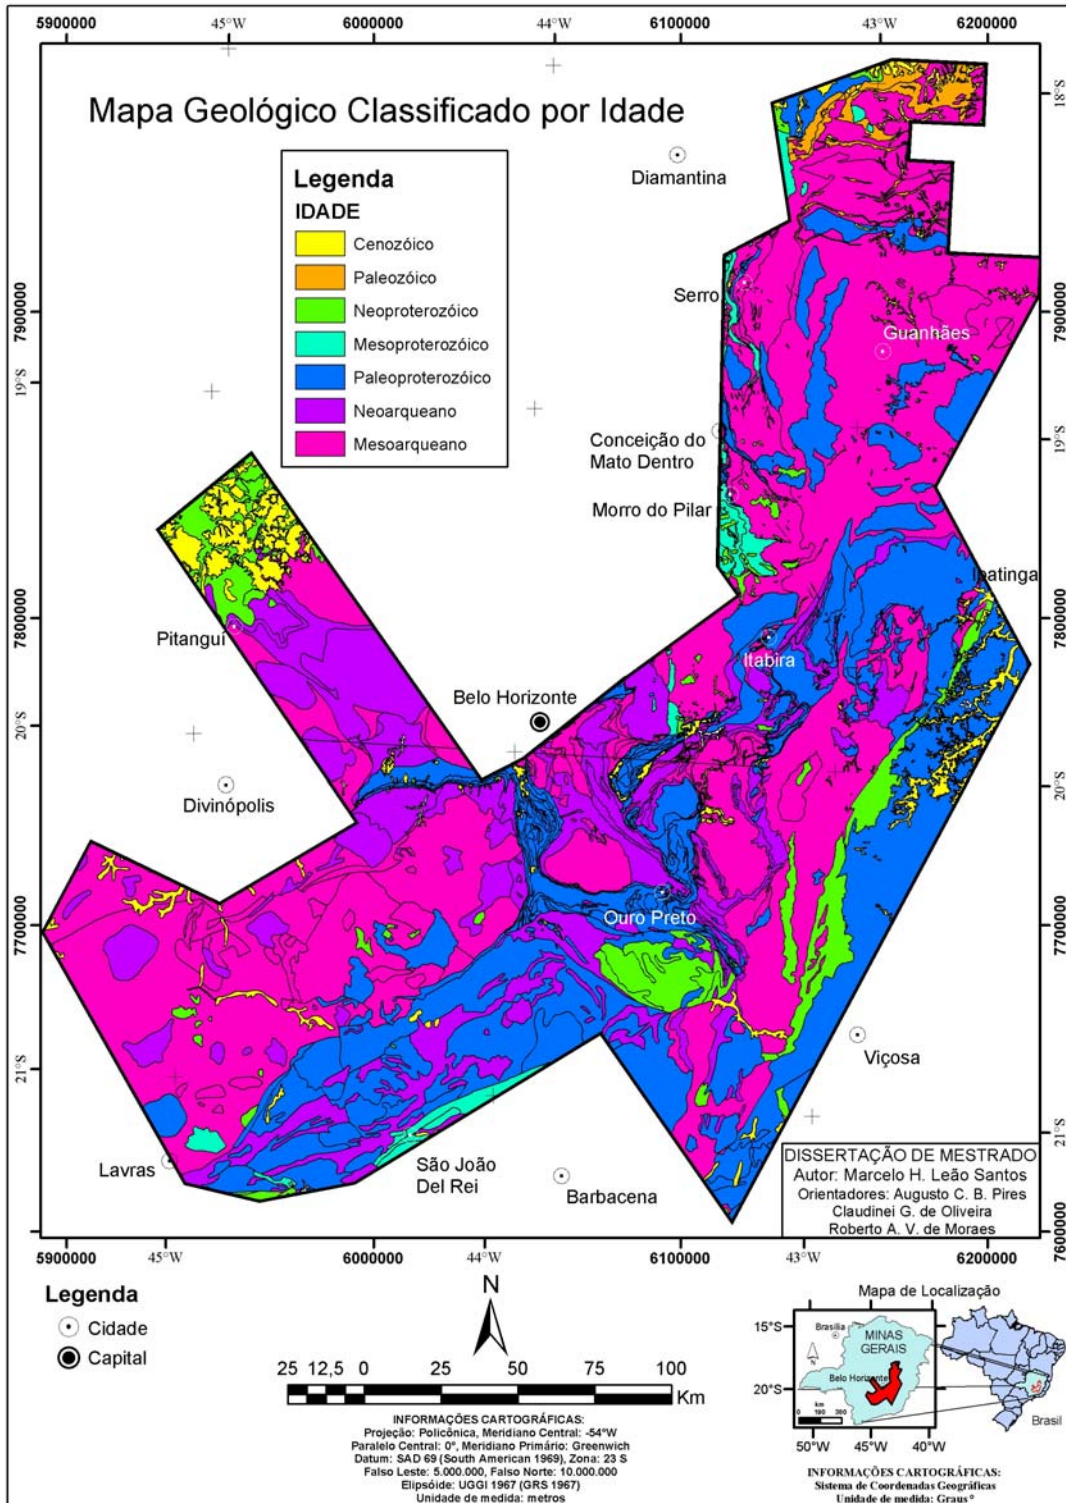 5900000 45°W 6000000 44°W 6100000 43°W 6200000
Mapa Geológico Classificado por Idade
Legenda
IDADE
Cenozóico
Paleozóico
Neoproterozóico
Mesoproterozóico
Paleoproterozóico
Neoarqueano
Mesoarqueano
Diamantina
Serro
Guanhães
Conceição do
Mato Dentro
Morro do Pilar
Ipatinga
Pitanguí
Itabira
Belo Horizonte
Divinópolis
Ouro Preto
Viçosa
Lavras
São João
Del Rei
Barbacena
7900000
19°S
7800000
20°S
7700000
21°S
18°S
7900000
19°S
7800000
20°S
7700000
21°S
7600000
DISSERTAÇÃO DE MESTRADO
Autor: Marcelo H. Leão Santos
Orientadores: Augusto C. B. Pires
Claudinei G. de Oliveira
Roberto A. V. de Moraes
5900000 45°W 6000000 44°W 6100000 43°W 6200000
Legenda
Cidade
Capital
N
25 12,5 0 25 50 75 100
Km
INFORMAÇÕES CARTOGRÁFICAS:
Projeção: Policônica, Meridiano Central: -54°W
Paralelo Central: 0°, Meridiano Primário: Greenwich
Datum: SAD 69 (South American 1969), Zona: 23 S
Falso Leste: 5.000.000, Falso Norte: 10.000.000
Elipsóide: UGGI 1967 (GRS 1967)
Unidade de medida: metros
Mapa de Localização
15°S
20°S
Brasília
MINAS
GERAIS
N
Belo Horizonte
km
0 190 380
Brasil
50°W 45°W 40°W
INFORMAÇÕES CARTOGRÁFICAS:
Sistema de Coordenadas Geográficas
Unidade de medida: Graus °